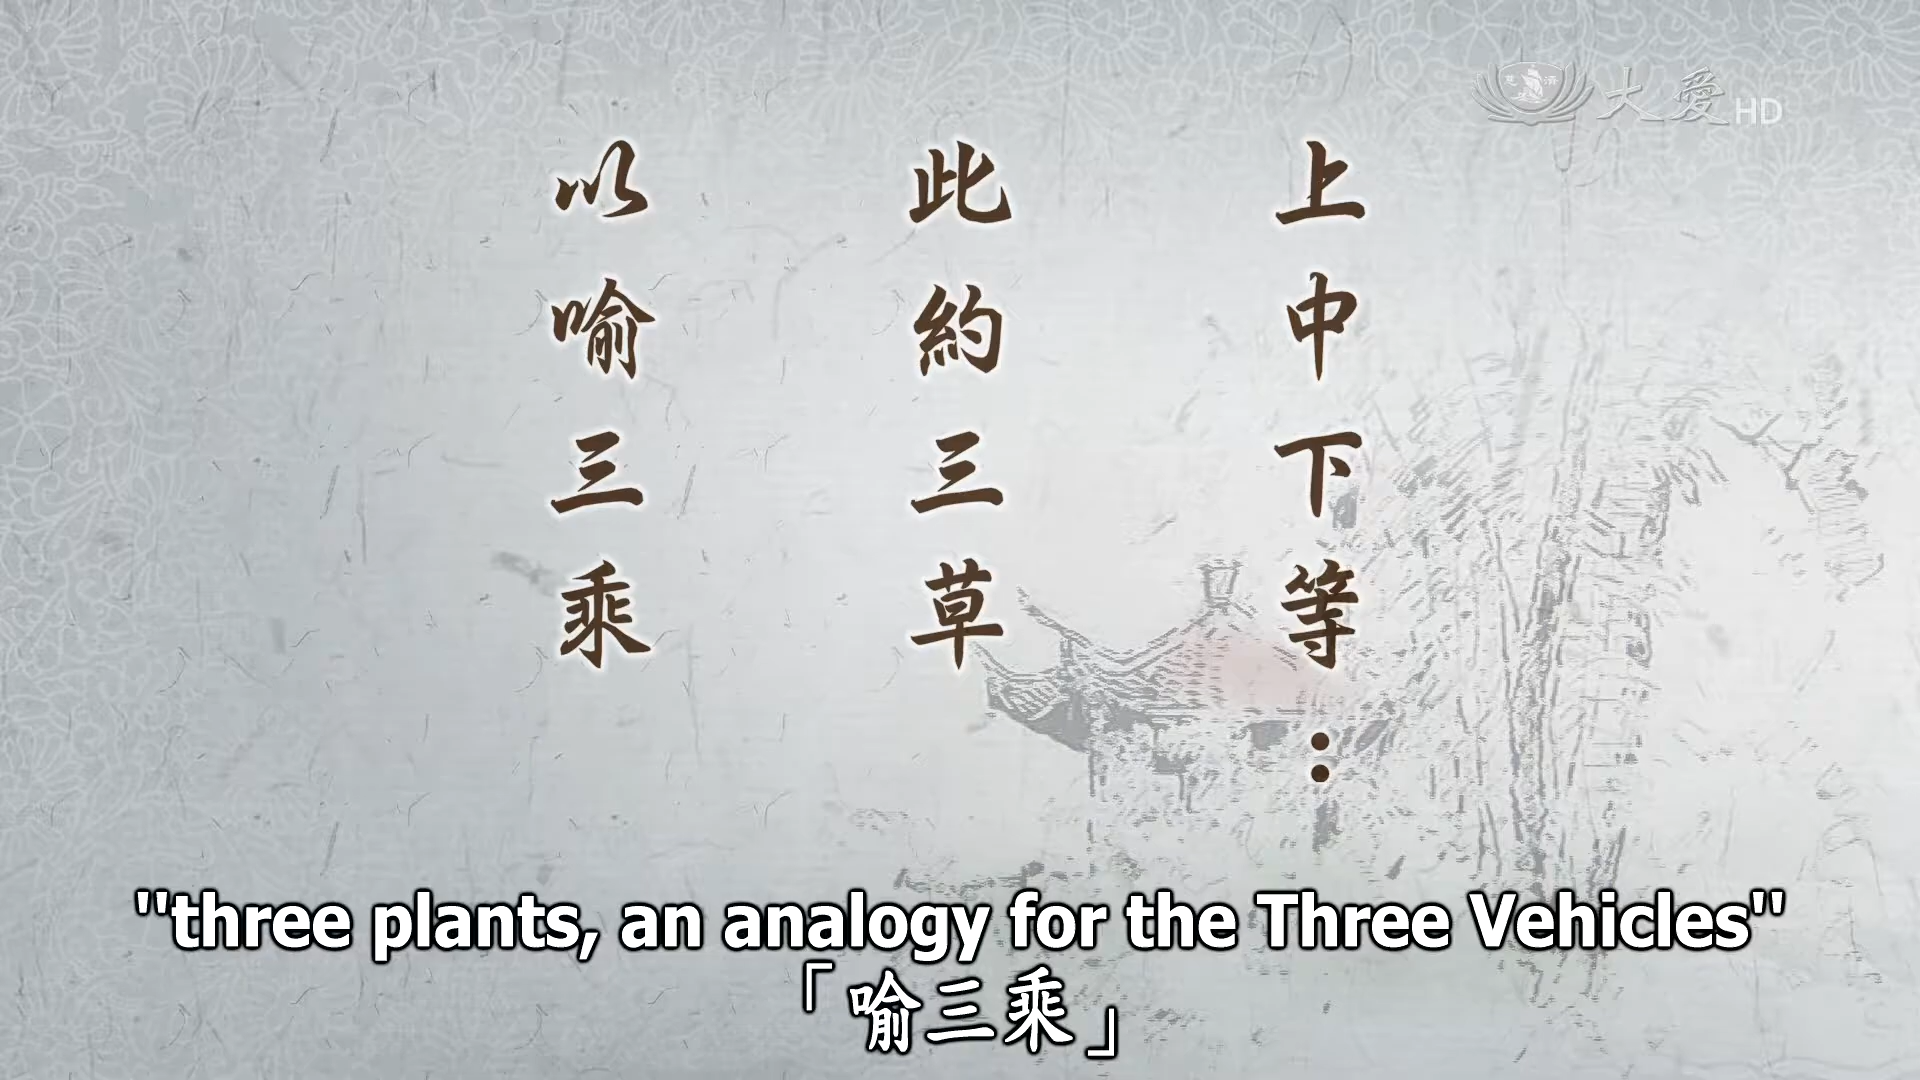 大愛HD
上中下等：
此約三草
以喻三乘
"three plants, an analogy for the Three Vehicles"
「喻三乘」